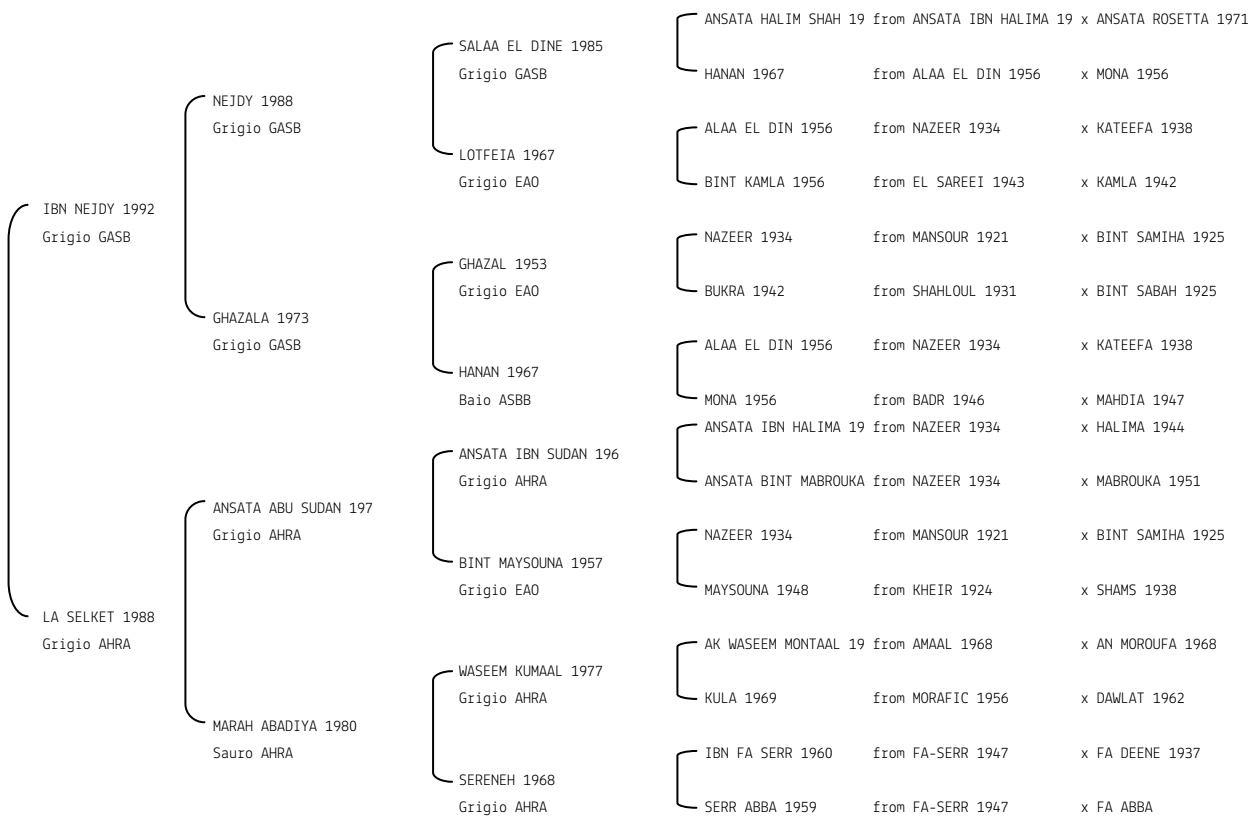 ANSATA HALIM SHAH 19 from ANSATA IBN HALIMA 19 x ANSATA ROSETTA 1971
SALAA EL DINE 1985
Grigio GASB
HANAN 1967 from ALAA EL DIN 1956 x MONA 1956
NEJDY 1988
Grigio GASB
ALAA EL DIN 1956 from NAZEER 1934 x KATEEFA 1938
LOTFEIA 1967
Grigio EAO
BINT KAMLA 1956 from EL SAREEI 1943 x KAMLA 1942
IBN NEJDY 1992
Grigio GASB
NAZEER 1934 from MANSOUR 1921 x BINT SAMIHA 1925
GHAZAL 1953
Grigio EAO
BUKRA 1942 from SHAHLOUL 1931 x BINT SABAH 1925
GHAZALA 1973
Grigio GASB
ALAA EL DIN 1956 from NAZEER 1934 x KATEEFA 1938
HANAN 1967
Baio ASBB
MONA 1956 from BADR 1946 x MAHDIA 1947
ANSATA IBN HALIMA 19 from NAZEER 1934 x HALIMA 1944
ANSATA IBN SUDAN 196
Grigio AHRA
ANSATA BINT MABROUKA from NAZEER 1934 x MABROUKA 1951
ANSATA ABU SUDAN 197
Grigio AHRA
NAZEER 1934 from MANSOUR 1921 x BINT SAMIHA 1925
BINT MAYSOUNA 1957
Grigio EAO
MAYSOUNA 1948 from KHEIR 1924 x SHAMS 1938
LA SELKET 1988
Grigio AHRA
AK WASEEM MONTAAL 19 from AMAAL 1968 x AN MOROUFA 1968
WASEEM KUMAAL 1977
Grigio AHRA
KULA 1969 from MORAFIC 1956 x DAWLAT 1962
MARAH ABADIYA 1980
Sauro AHRA
IBN FA SERR 1960 from FA-SERR 1947 x FA DEENE 1937
SERENEH 1968
Grigio AHRA
SERR ABBA 1959 from FA-SERR 1947 x FA ABBA